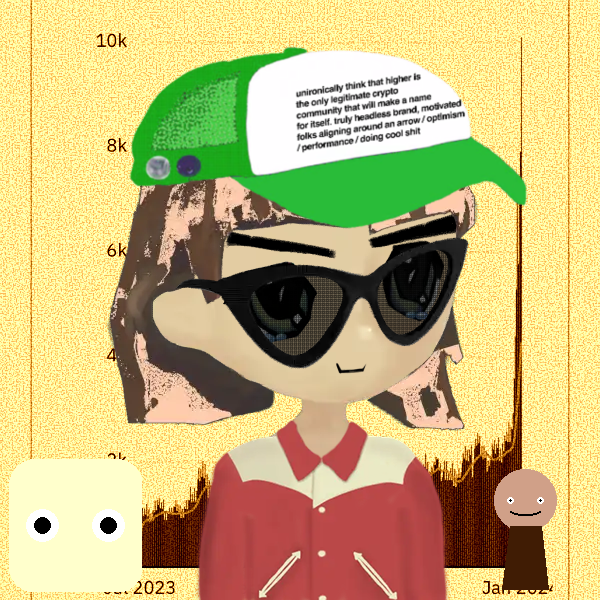 10k
unironically think that higher is
the only legitimate crypto
community that will make a name
for itself. truly headless brand, motivated
folks aligning around an arrow / optimism
/ performance / doing cool shit
8k
6k
2023
Jan 2024